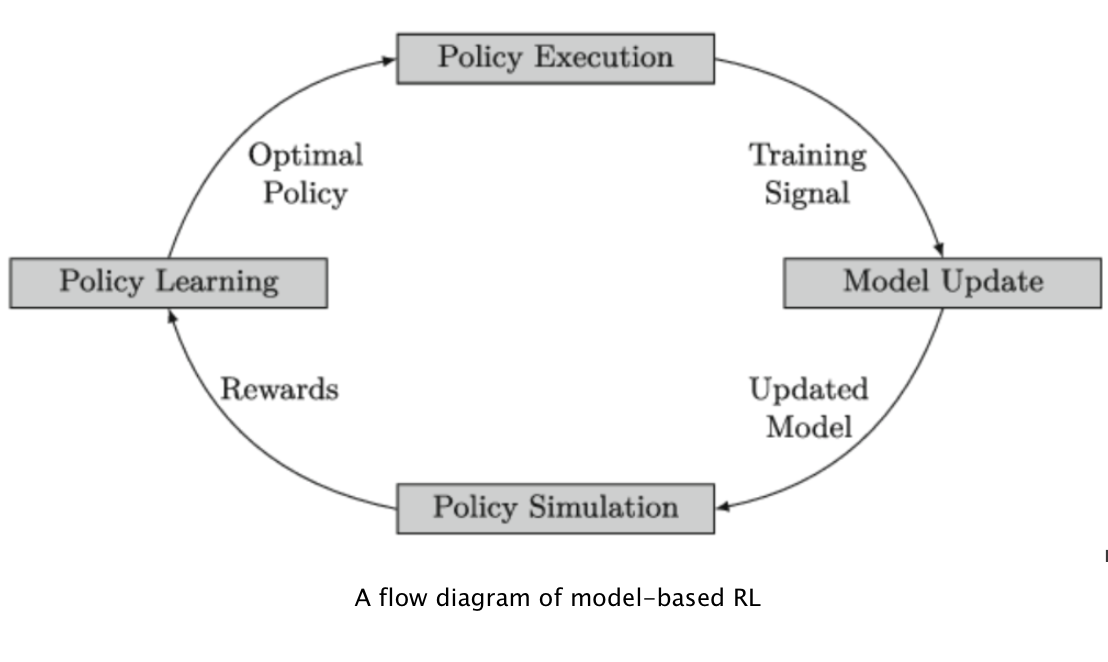 Policy Execution
Optimal
Policy
Training
Signal
Policy Learning
Model Update
Rewards
Updated
Model
Policy Simulation
A flow diagram of model-based RL